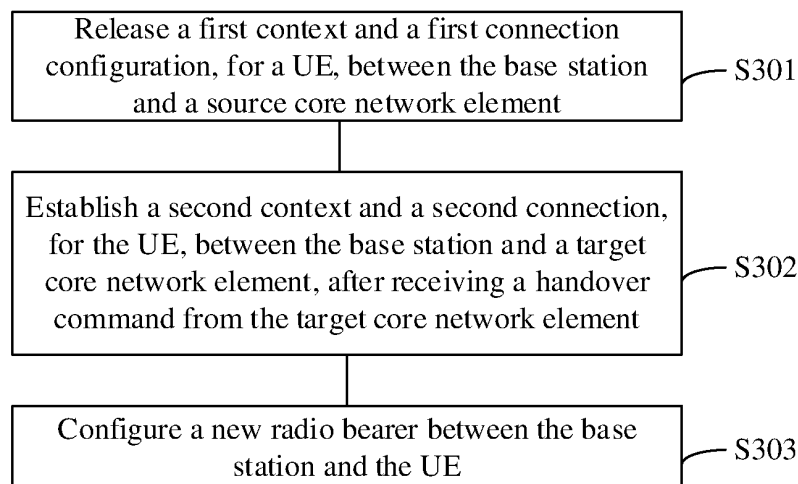 Release a first context and a first connection
configuration, for a UE, between the base station
and a source core network element
S301
Establish a second context and a second connection,
for the UE, between the base station and a target
core network element, after receiving a handover
command from the target core network element
S302
Configure a new radio bearer between the base
station and the UE
S303